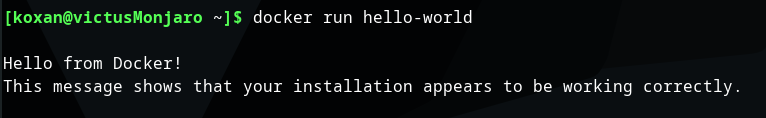 [koxan@victusMonjaro ~]$ docker run hello-world
Hello from Docker!
This message shows that your installation appears to be working correctly.